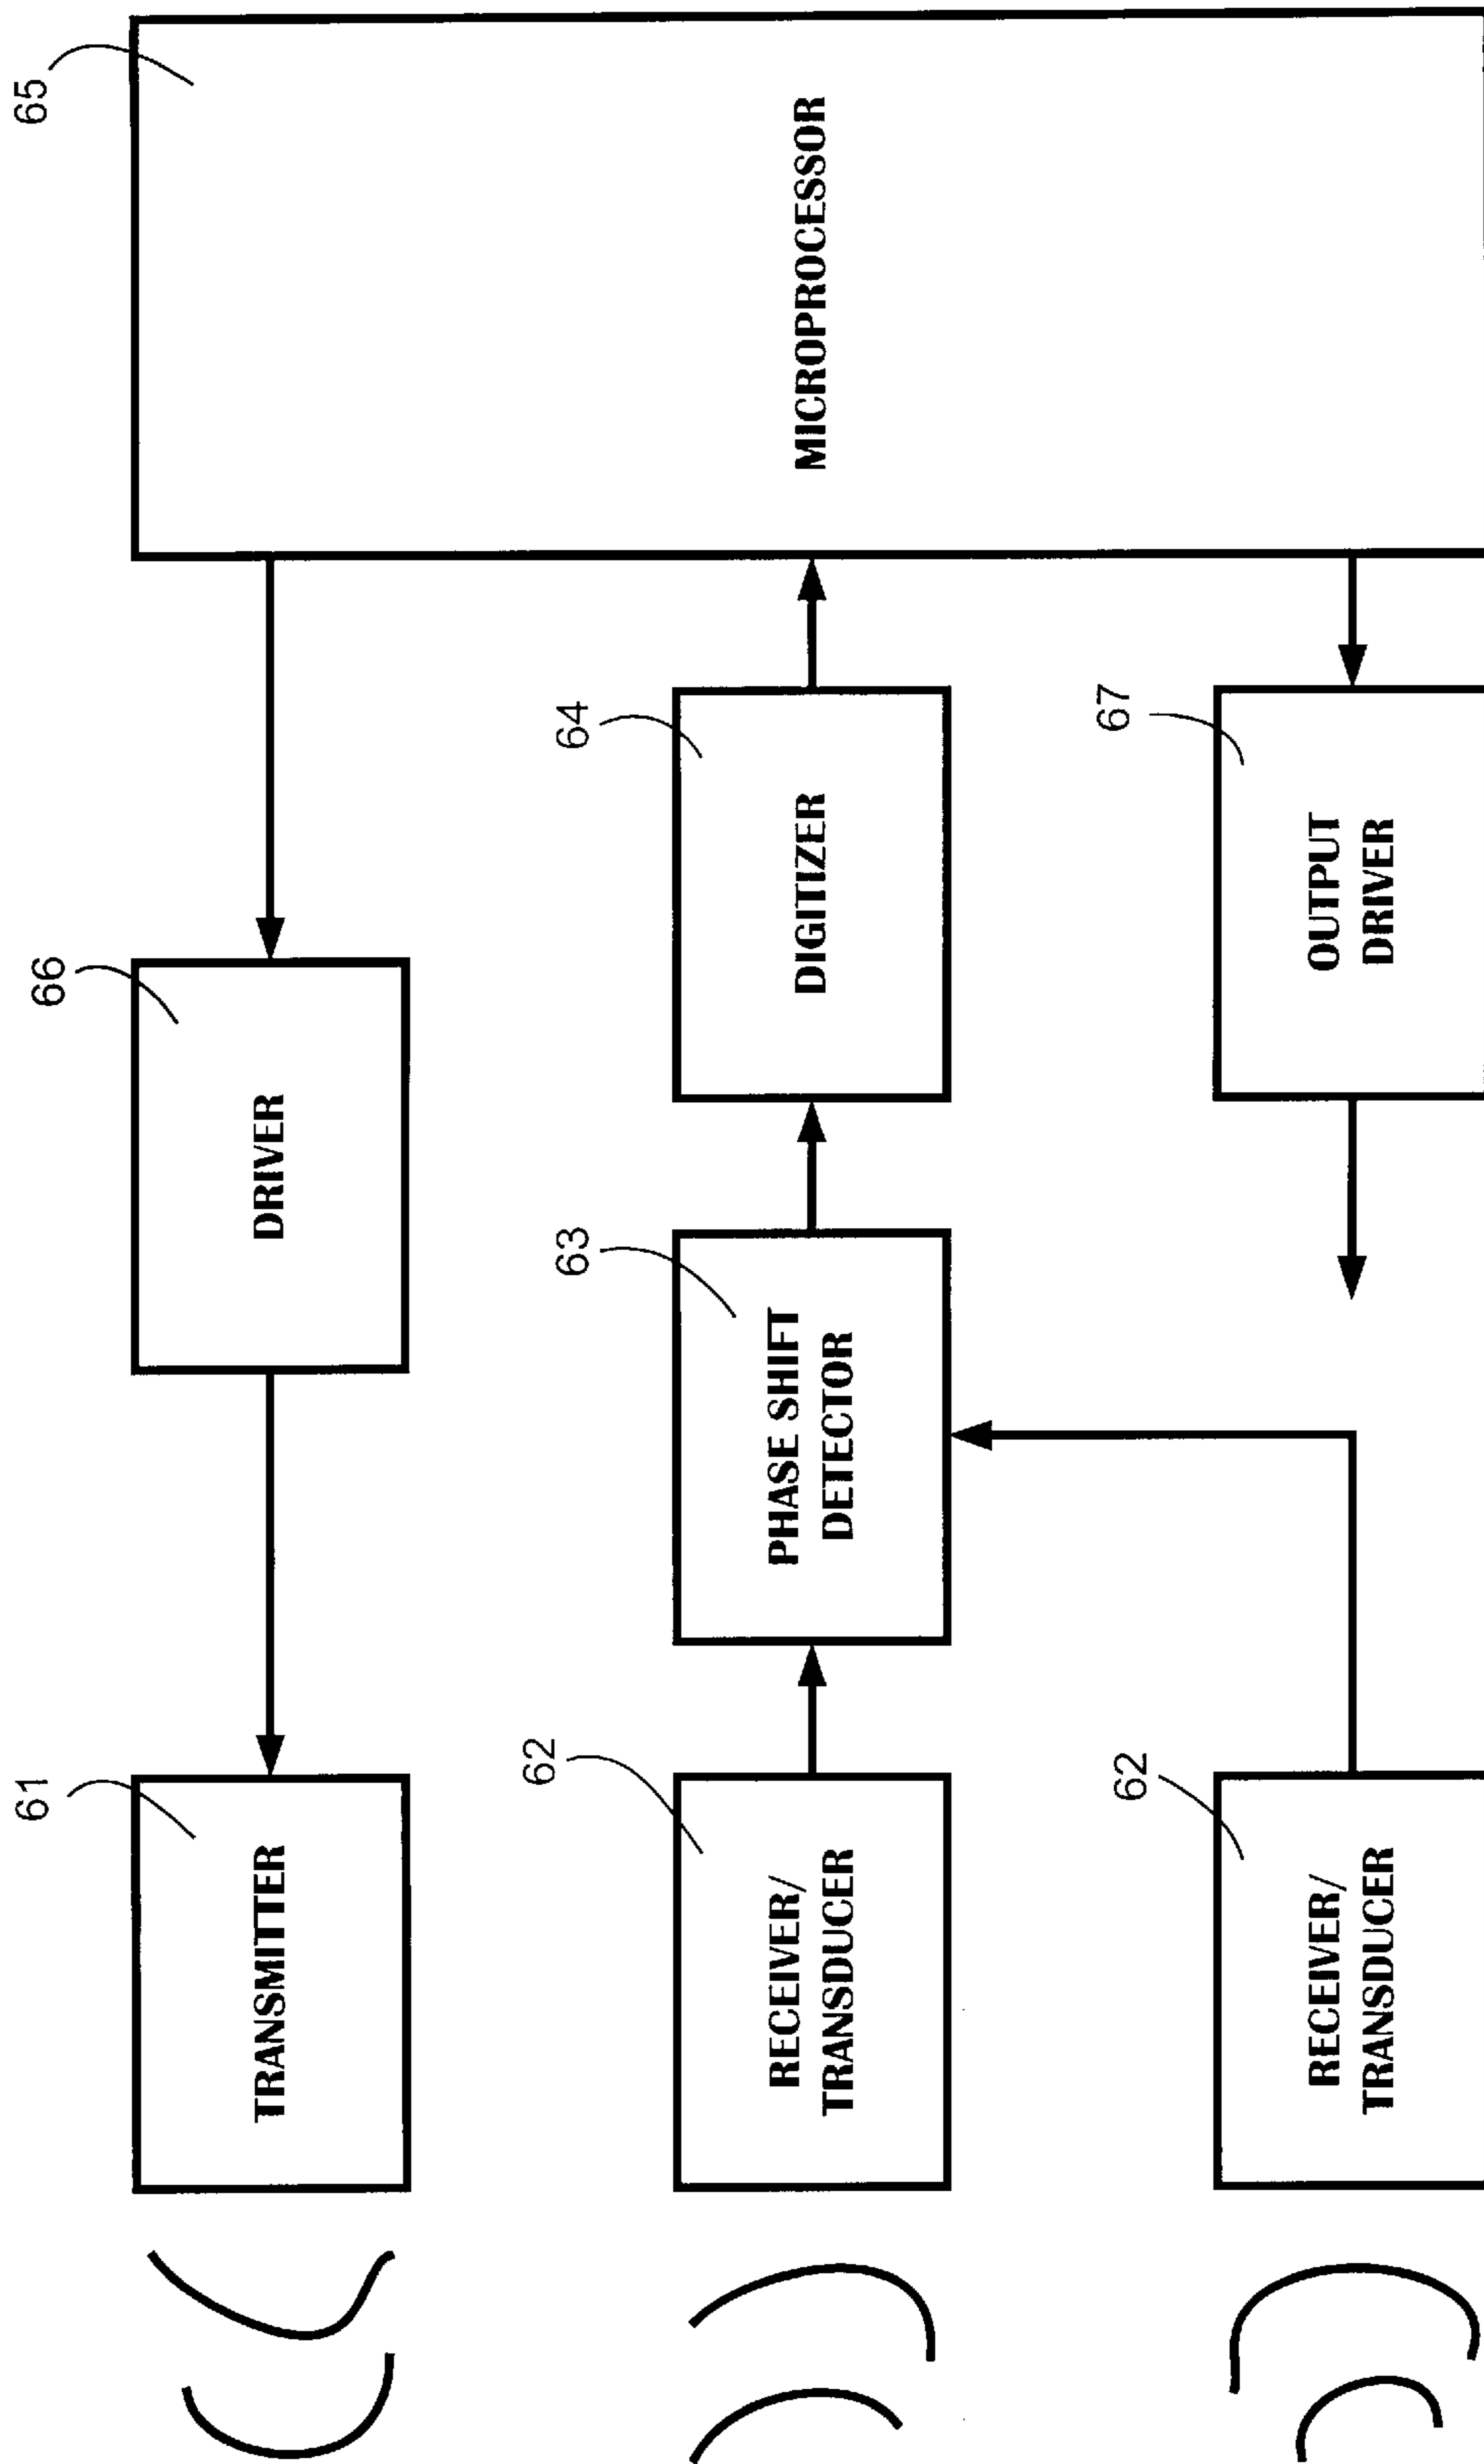 61
TRANSMITTER
66
DRIVER
65
MICROPROCESSOR
62
RECEIVER/
TRANSDUCER
63
PHASE SHIFT
DETECTOR
64
DIGITIZER
62
RECEIVER/
TRANSDUCER
67
OUTPUT
DRIVER